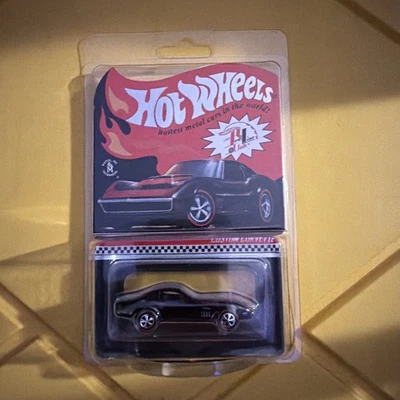 HOT WHEELS
hottest metal cars in the world!
CUSTOM CORVETTE